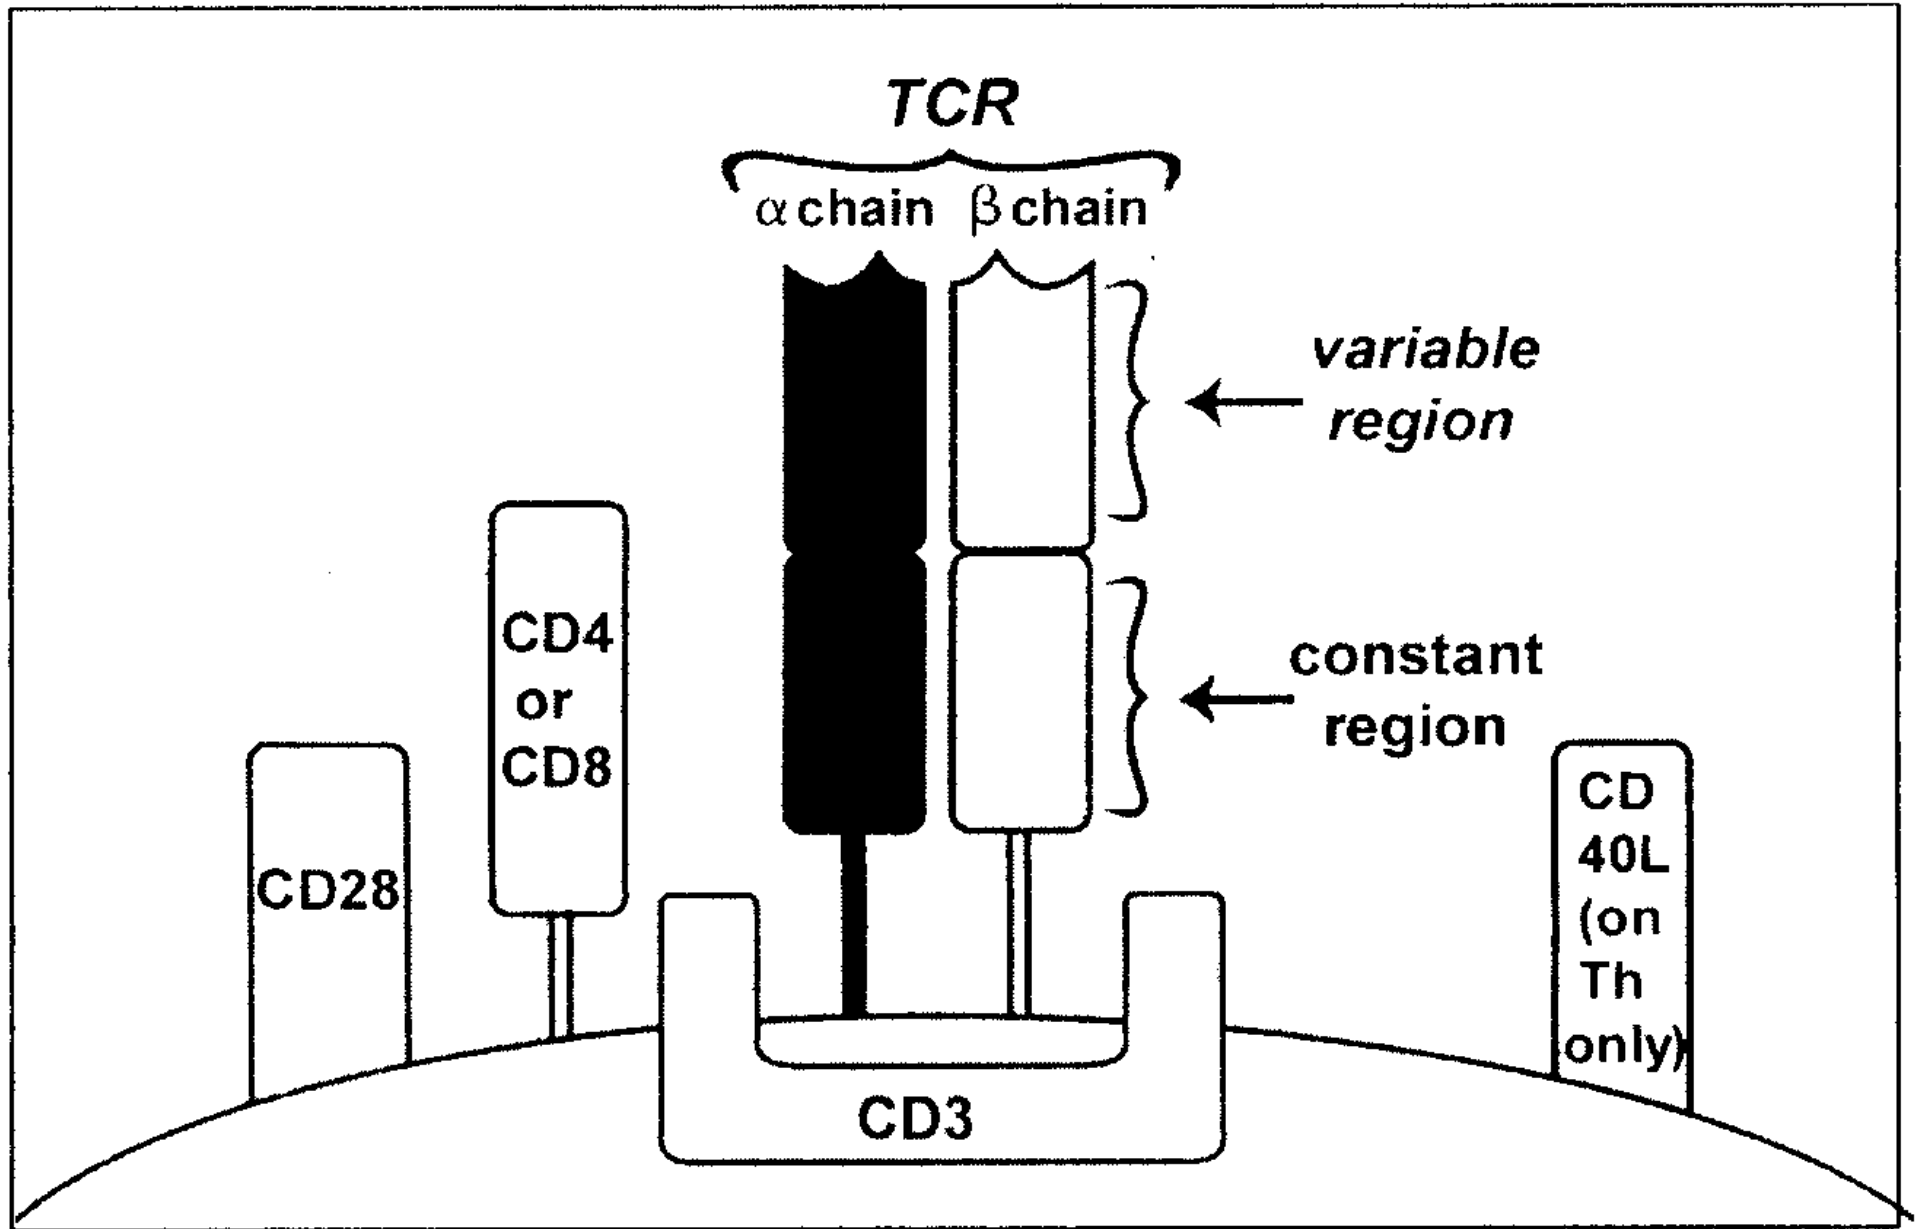 TCR
α chain β chain
variable
region
CD4
or
CD8
constant
region
CD28
CD
40L
(on
Th
only)
CD3